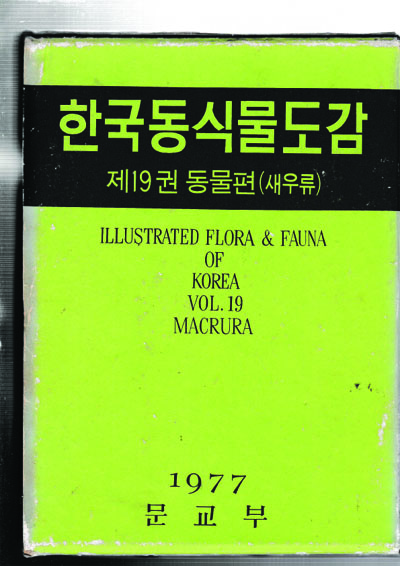 한국동식물도감
제19권 동물편(새우류)
ILLUSTRATED FLORA & FAUNA
OF
KOREA
VOL. 19
MACRURA
1977
문교부